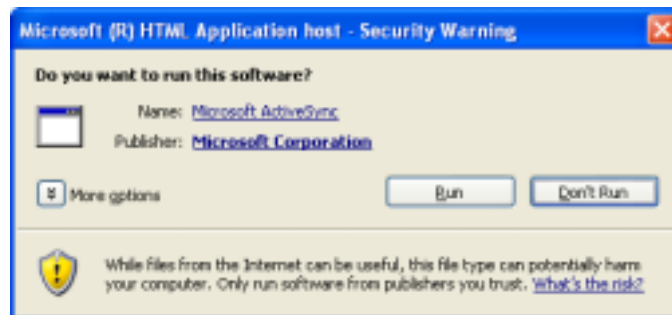 Microsoft (R) HTML Application host - Security Warning
Do you want to run this software?
Name: Microsoft ActiveSync
Publisher: Microsoft Corporation
More options
Run
Don't Run
While files from the Internet can be useful, this file type can potentially harm
your computer. Only run software from publishers you trust. What's the risk?